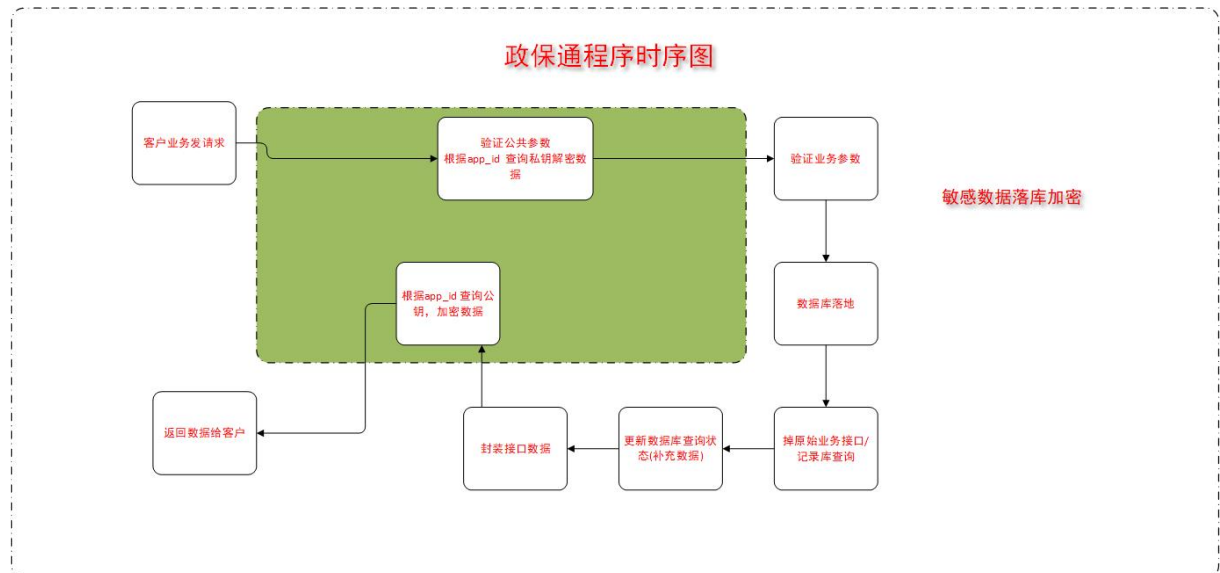 政保通程序时序图
客户业务发请求
验证公共参数
根据app_id 查询私钥解密数
据
验证业务参数
敏感数据落库加密
根据app_id 查询公
钥，加密数据
数据库落地
返回数据给客户
封装接口数据
更新数据库查询状
态(补充数据)
掉原始业务接口/
记录库查询